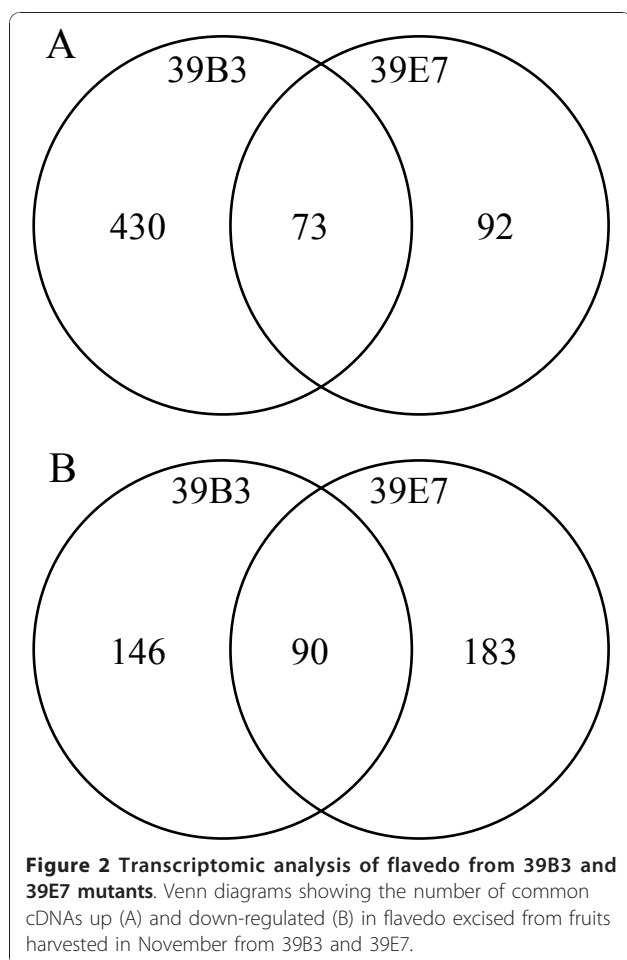 A
39B3 39E7
430 73 92
B
39B3 39E7
146 90 183
Figure 2 Transcriptomic analysis of flavedo from 39B3 and
39E7 mutants. Venn diagrams showing the number of common
cDNAs up (A) and down-regulated (B) in flavedo excised from fruits
harvested in November from 39B3 and 39E7.